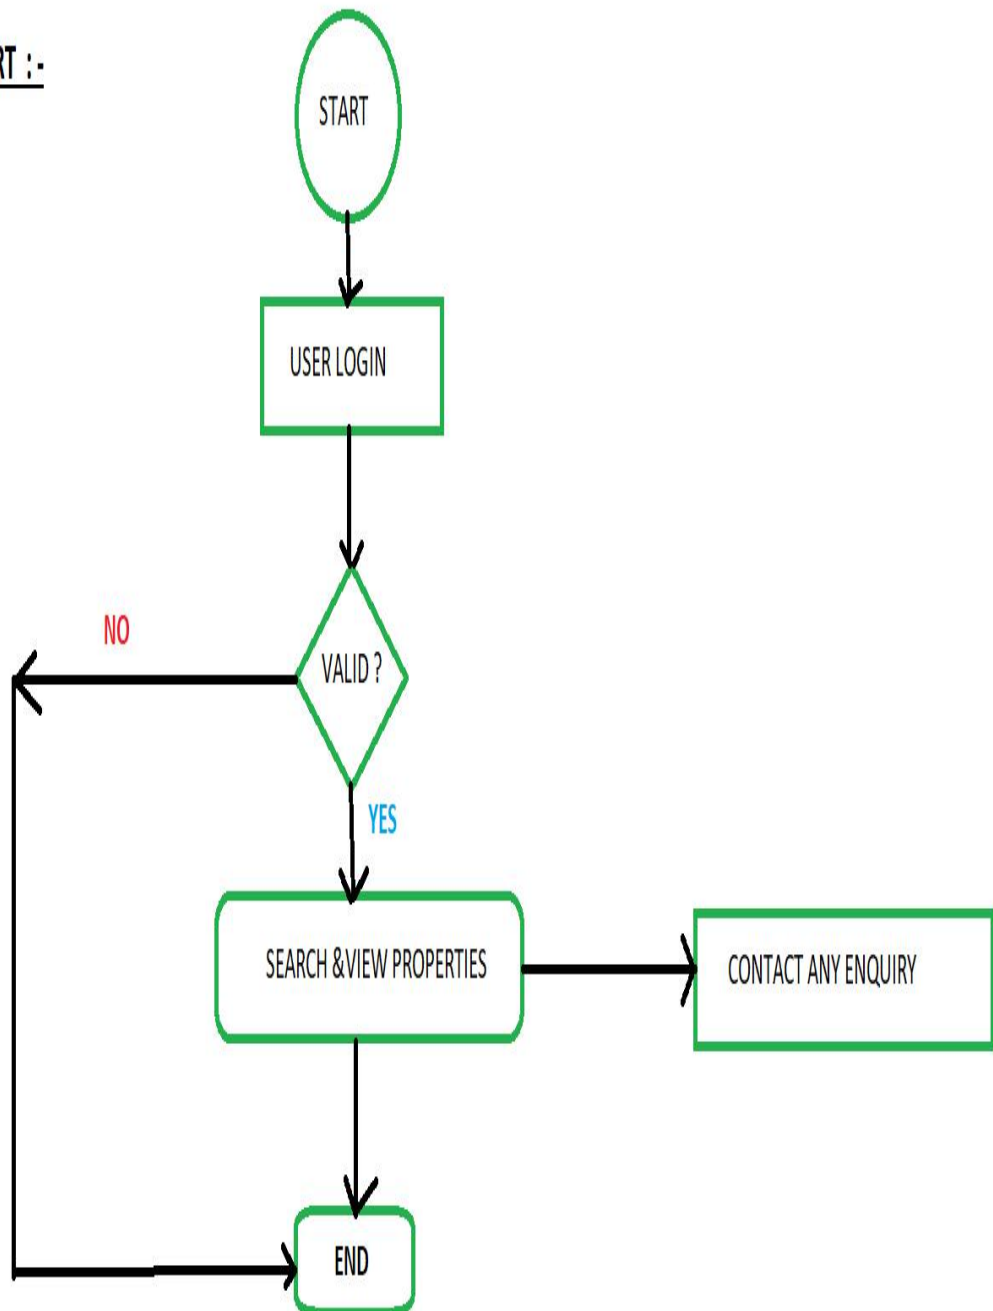 RT :-
START
USER LOGIN
VALID ?
NO
YES
SEARCH &VIEW PROPERTIES
CONTACT ANY ENQUIRY
END